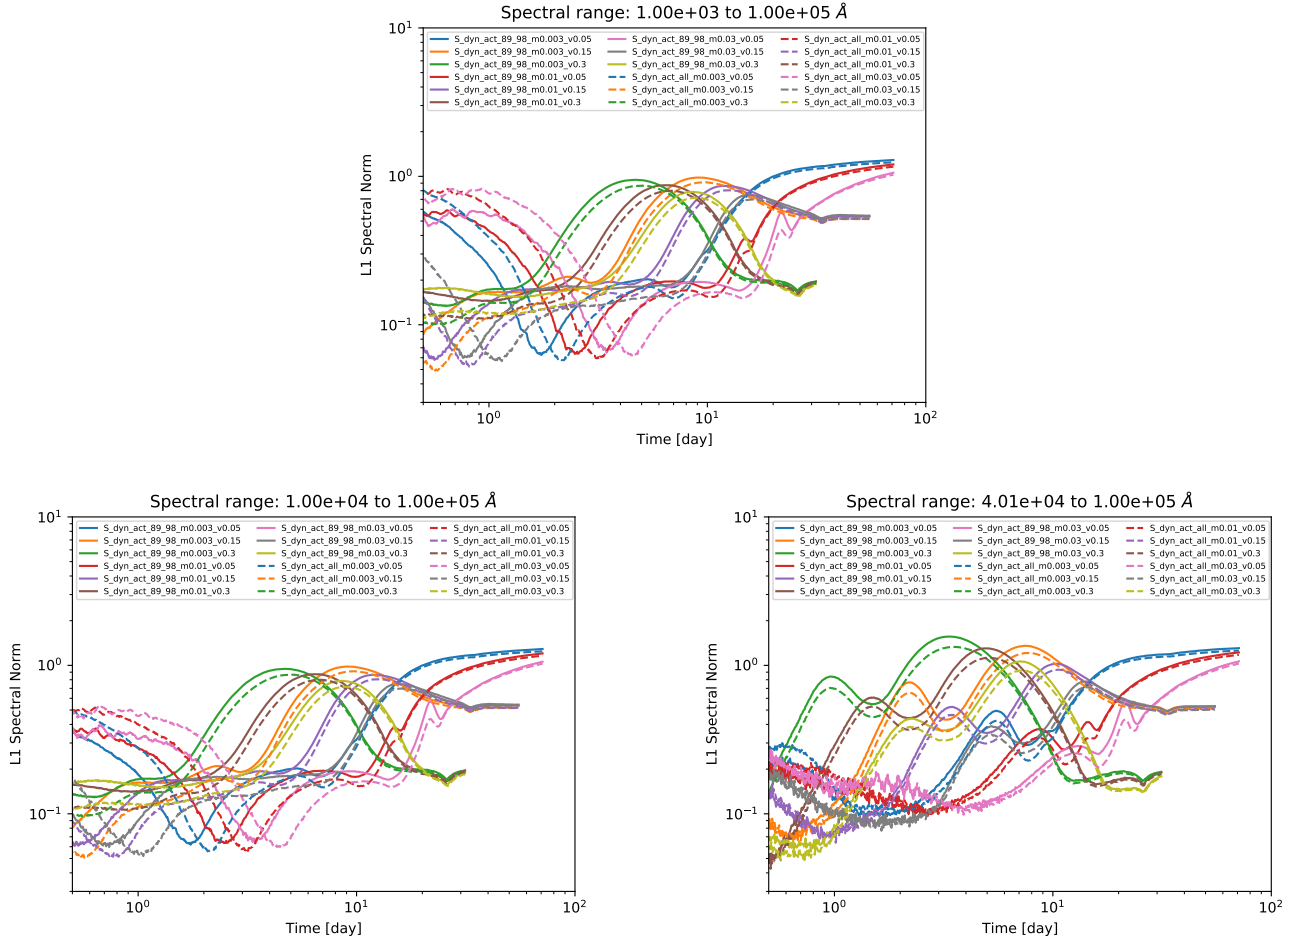 Spectral range: 1.00e+03 to 1.00e+05 Å
10¹
S_dyn_act_89_98_m0.003_v0.05 S_dyn_act_89_98_m0.03_v0.05 S_dyn_act_all_m0.01_v0.05
S_dyn_act_89_98_m0.003_v0.15 S_dyn_act_89_98_m0.03_v0.15 S_dyn_act_all_m0.01_v0.15
S_dyn_act_89_98_m0.003_v0.3 S_dyn_act_89_98_m0.03_v0.3 S_dyn_act_all_m0.01_v0.3
S_dyn_act_89_98_m0.01_v0.05 S_dyn_act_all_m0.003_v0.05 S_dyn_act_all_m0.03_v0.05
S_dyn_act_89_98_m0.01_v0.15 S_dyn_act_all_m0.003_v0.15 S_dyn_act_all_m0.03_v0.15
S_dyn_act_89_98_m0.01_v0.3 S_dyn_act_all_m0.003_v0.3 S_dyn_act_all_m0.03_v0.3
10⁰
L1 Spectral Norm
10⁻¹
10⁰ 10¹ 10²
Time [day]
Spectral range: 1.00e+04 to 1.00e+05 Å
10¹
S_dyn_act_89_98_m0.003_v0.05 S_dyn_act_89_98_m0.03_v0.05 S_dyn_act_all_m0.01_v0.05
S_dyn_act_89_98_m0.003_v0.15 S_dyn_act_89_98_m0.03_v0.15 S_dyn_act_all_m0.01_v0.15
S_dyn_act_89_98_m0.003_v0.3 S_dyn_act_89_98_m0.03_v0.3 S_dyn_act_all_m0.01_v0.3
S_dyn_act_89_98_m0.01_v0.05 S_dyn_act_all_m0.003_v0.05 S_dyn_act_all_m0.03_v0.05
S_dyn_act_89_98_m0.01_v0.15 S_dyn_act_all_m0.003_v0.15 S_dyn_act_all_m0.03_v0.15
S_dyn_act_89_98_m0.01_v0.3 S_dyn_act_all_m0.003_v0.3 S_dyn_act_all_m0.03_v0.3
10⁰
L1 Spectral Norm
10⁻¹
10⁰ 10¹ 10²
Time [day]
Spectral range: 4.01e+04 to 1.00e+05 Å
10¹
S_dyn_act_89_98_m0.003_v0.05 S_dyn_act_89_98_m0.03_v0.05 S_dyn_act_all_m0.01_v0.05
S_dyn_act_89_98_m0.003_v0.15 S_dyn_act_89_98_m0.03_v0.15 S_dyn_act_all_m0.01_v0.15
S_dyn_act_89_98_m0.003_v0.3 S_dyn_act_89_98_m0.03_v0.3 S_dyn_act_all_m0.01_v0.3
S_dyn_act_89_98_m0.01_v0.05 S_dyn_act_all_m0.003_v0.05 S_dyn_act_all_m0.03_v0.05
S_dyn_act_89_98_m0.01_v0.15 S_dyn_act_all_m0.003_v0.15 S_dyn_act_all_m0.03_v0.15
S_dyn_act_89_98_m0.01_v0.3 S_dyn_act_all_m0.003_v0.3 S_dyn_act_all_m0.03_v0.3
10⁰
L1 Spectral Norm
10⁻¹
10⁰ 10¹ 10²
Time [day]